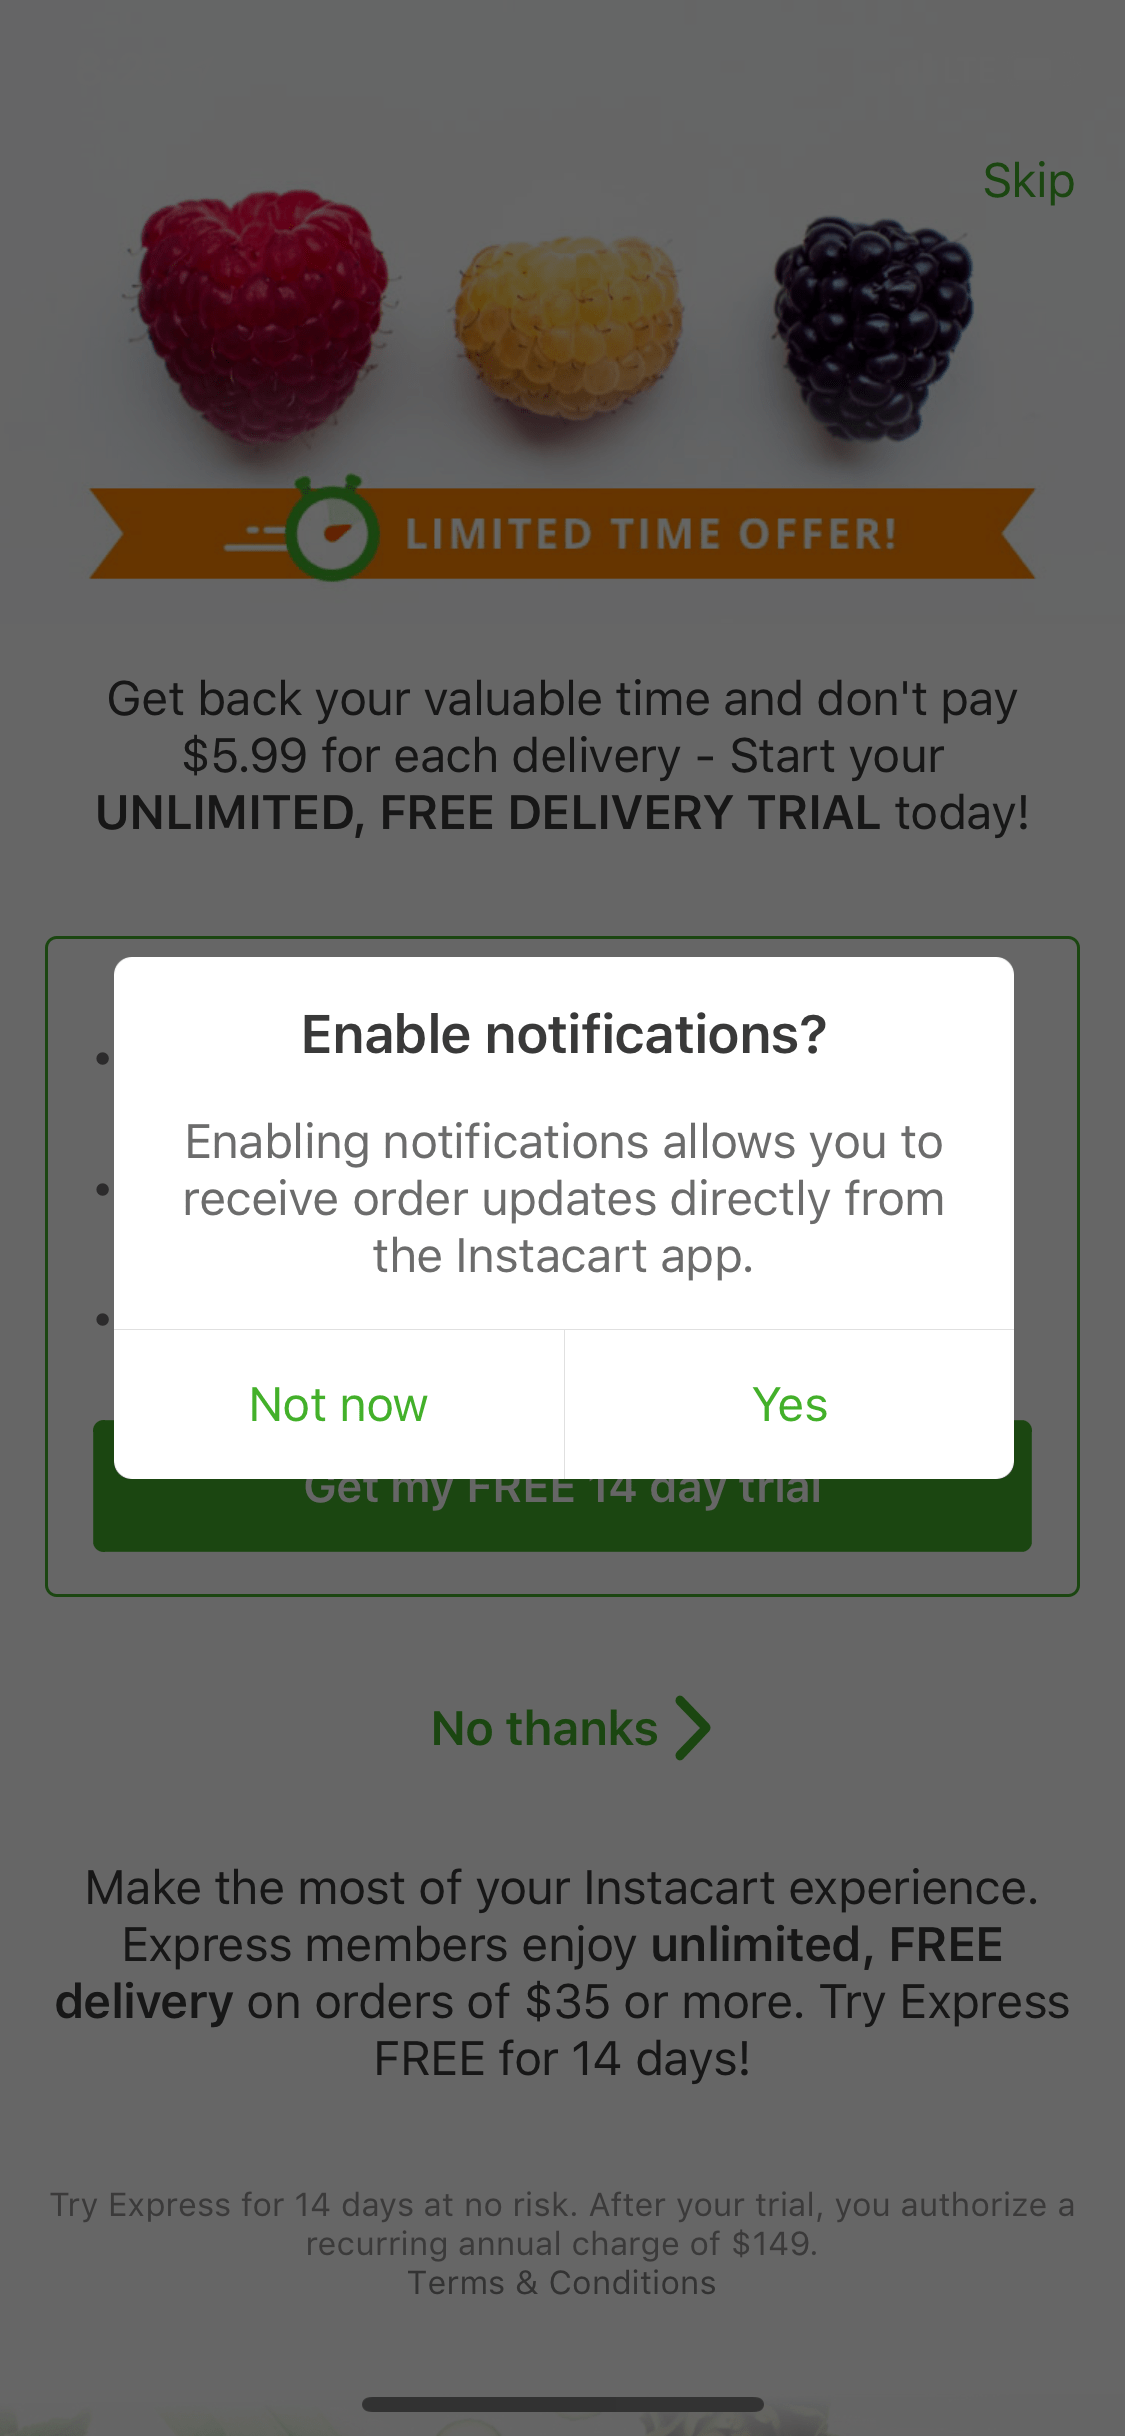 Skip
LIMITED TIME OFFER!
Get back your valuable time and don't pay
$5.99 for each delivery - Start your
UNLIMITED, FREE DELIVERY TRIAL today!
Enable notifications?
Enabling notifications allows you to
receive order updates directly from
the Instacart app.
Not now
Yes
Get my FREE 14 day trial
No thanks
Make the most of your Instacart experience.
Express members enjoy unlimited, FREE
delivery on orders of $35 or more. Try Express
FREE for 14 days!
Try Express for 14 days at no risk. After your trial, you authorize a
recurring annual charge of $149.
Terms & Conditions